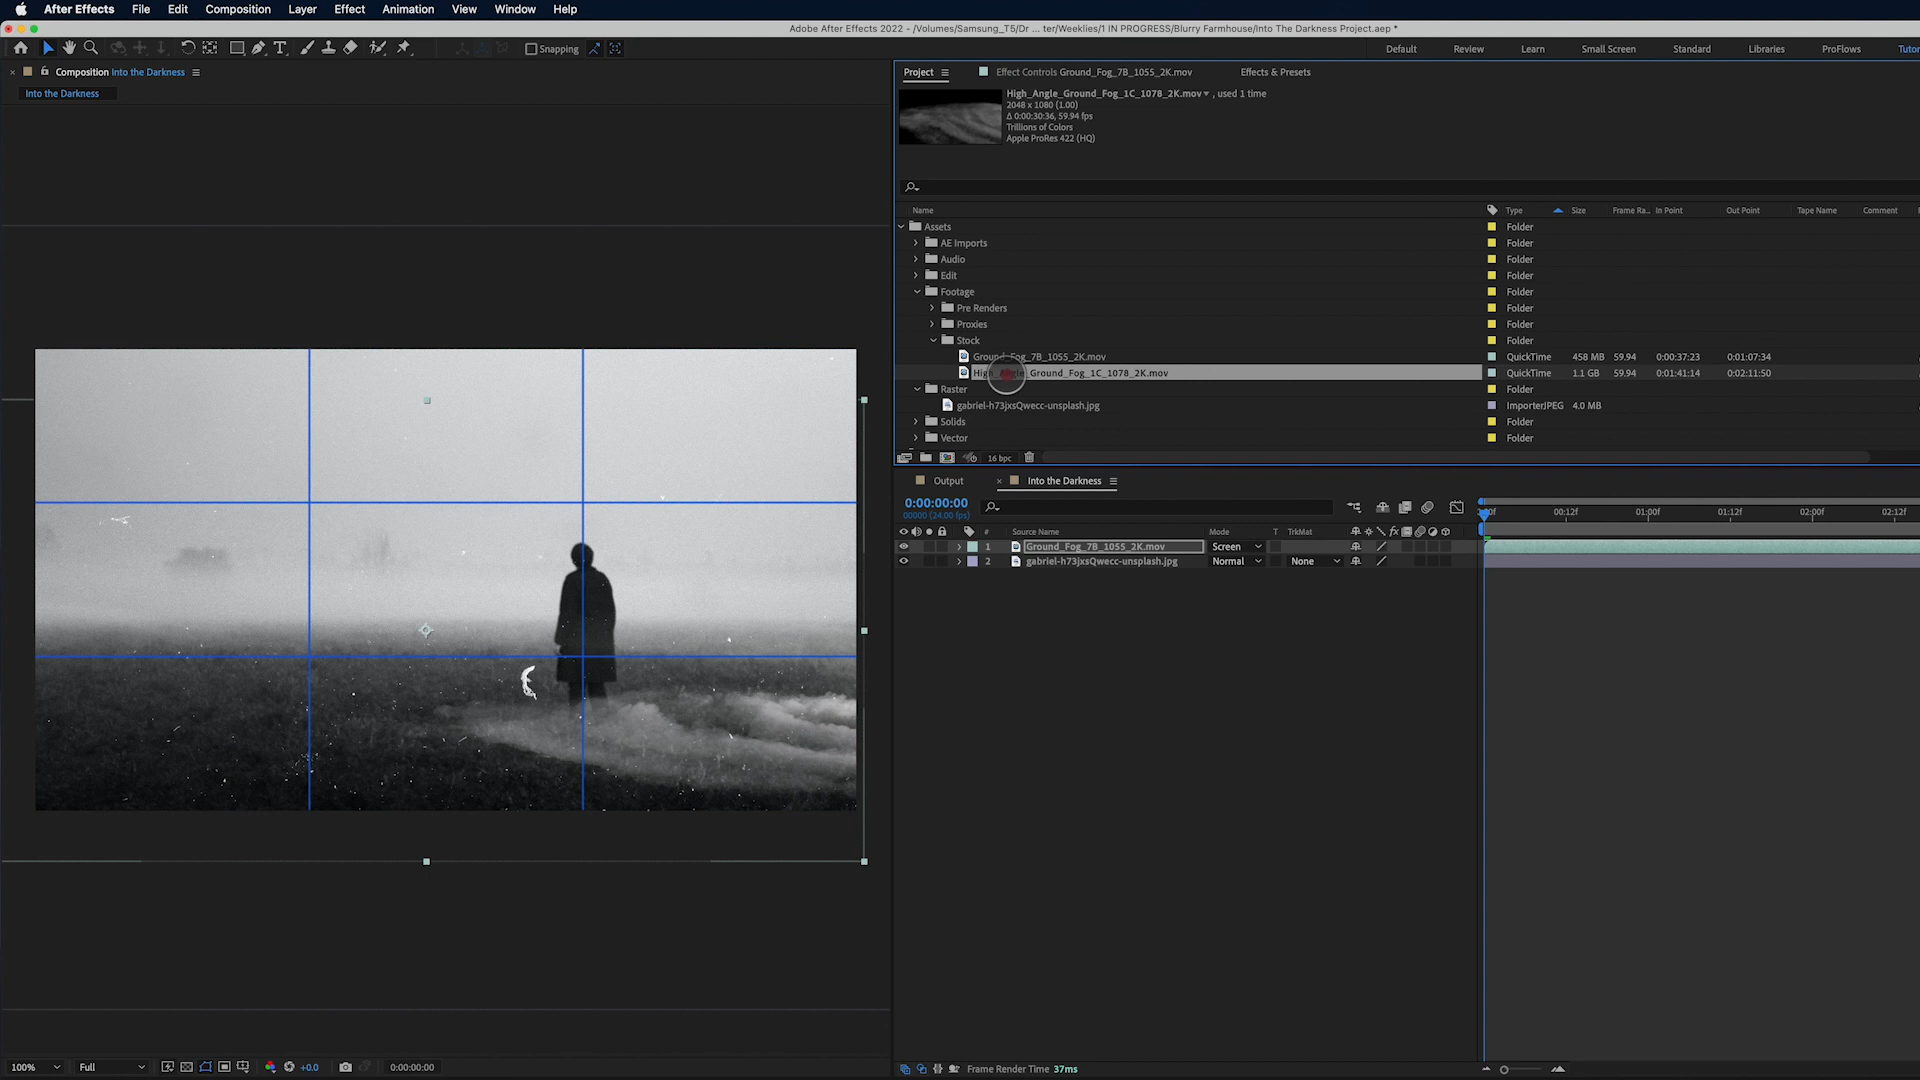 After Effects File Edit Composition Layer Effect Animation View Window Help
Adobe After Effects 2022 - /Volumes/Samsung_T5/Dr ... ter/Weeklies/1 IN PROGRESS/Blurry Farmhouse/Into The Darkness Project.aep *
Snapping Default Review Learn Small Screen Standard Libraries ProFlows Tutor
Composition Into the Darkness
Into the Darkness
Project Effect Controls Ground_Fog_7B_1055_2K.mov Effects & Presets
High_Angle_Ground_Fog_1C_1078_2K.mov , used 1 time
2048 x 1080 (1.00)
Δ 0:00:30:36, 59.94 fps
Trillions of Colors
Apple ProRes 422 (HQ)
Name Type Size Frame Ra... In Point Out Point Tape Name Comment
Assets Folder
AE Imports Folder
Audio Folder
Edit Folder
Footage Folder
Pre Renders Folder
Proxies Folder
Stock Folder
Ground_Fog_7B_1055_2K.mov QuickTime 458 MB 59.94 0:00:37:23 0:01:07:34
High_Angle_Ground_Fog_1C_1078_2K.mov QuickTime 1.1 GB 59.94 0:01:41:14 0:02:11:50
Raster Folder
gabriel-h73jxsQwecc-unsplash.jpg ImporterJPEG 4.0 MB
Solids Folder
Vector Folder
16 bpc
Output Into the Darkness
0:00:00:00
00000 (24.00 fps)
:00f 00:12f 01:00f 01:12f 02:00f 02:12f
# Source Name Mode T TrkMat
1 Ground_Fog_7B_1055_2K.mov Screen
2 gabriel-h73jxsQwecc-unsplash.jpg Normal None
100% Full +0.0 0:00:00:00
Frame Render Time 37ms